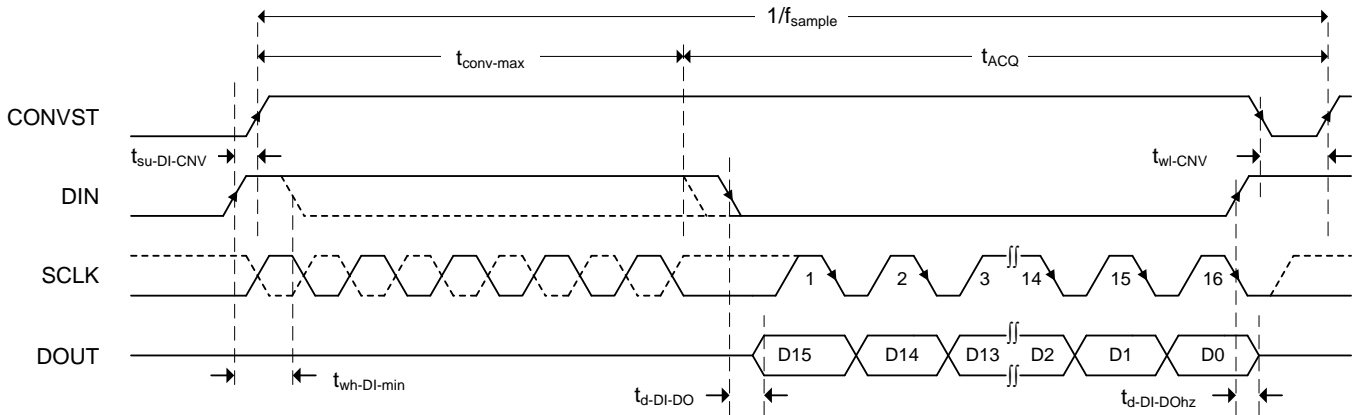 1/fsample
tconv-max
tACQ
CONVST
tsu-DI-CNV
twl-CNV
DIN
SCLK
1 2 3 14 15 16
DOUT
D15 D14 D13 D2 D1 D0
twh-DI-min
td-DI-DO
td-DI-DOhz